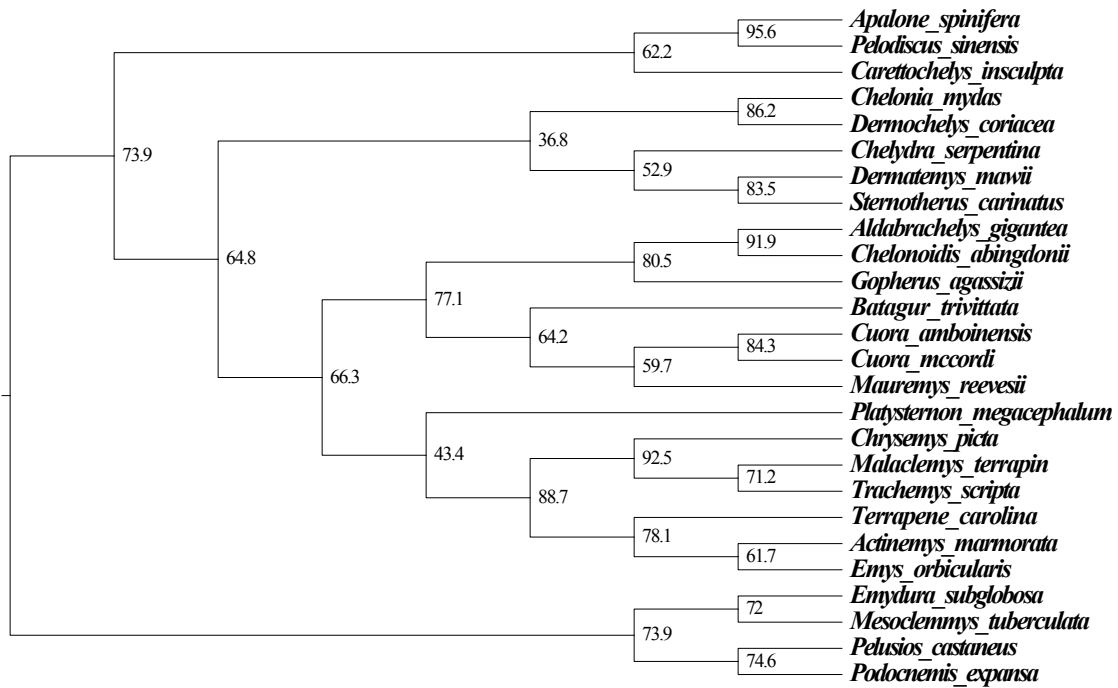 Apalone_spinifera
95.6
Pelodiscus_sinensis
62.2
Carettochelys_insculpta
Chelonia_mydas
86.2
Dermochelys_coriacea
36.8
73.9
Chelydra_serpentina
52.9
Dermatemys_mawii
83.5
Sternotherus_carinatus
Aldabrachelys_gigantea
91.9
Chelonoidis_abingdonii
64.8
80.5
Gopherus_agassizii
77.1
Batagur_trivittata
64.2
Cuora_amboinensis
84.3
Cuora_mccordi
59.7
66.3
Mauremys_reevesii
Platysternon_megacephalum
Chrysemys_picta
43.4
92.5
Malaclemys_terrapin
71.2
Trachemys_scripta
88.7
Terrapene_carolina
78.1
Actinemys_marmorata
61.7
Emys_orbicularis
Emydura_subglobosa
72
Mesoclemmys_tuberculata
73.9
Pelusios_castaneus
74.6
Podocnemis_expansa